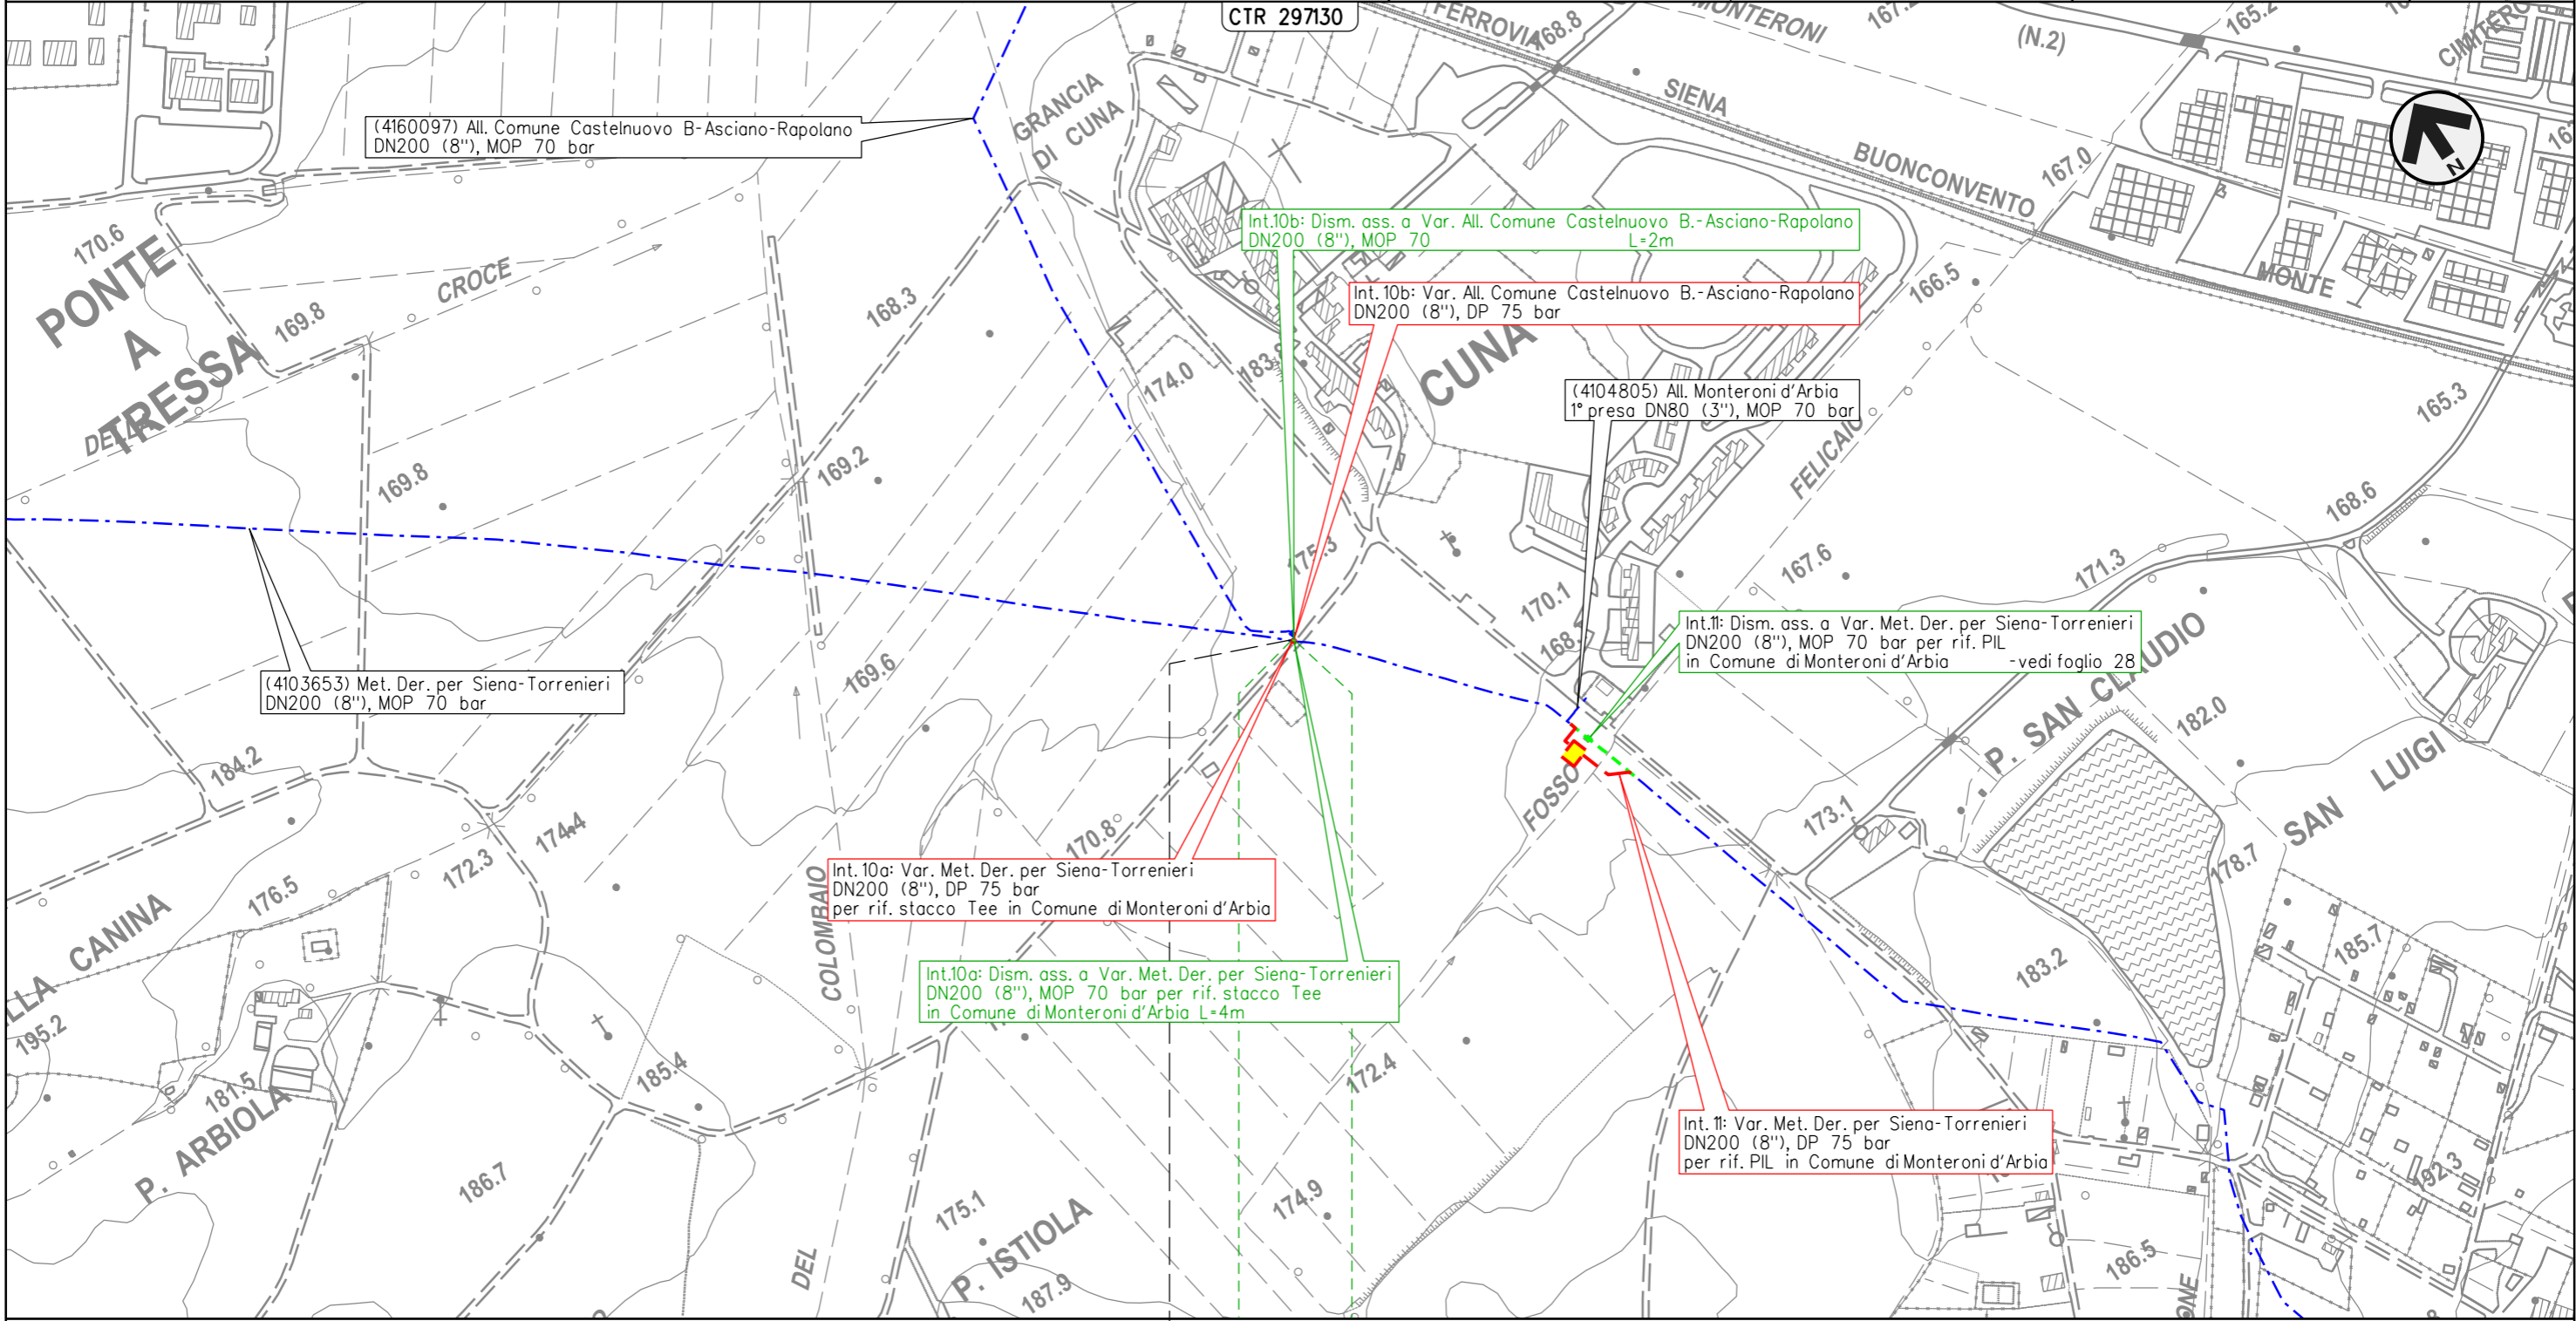 CTR 297130
FERROVIA
168.8
MONTERONI
(N.2)
165.2
CIMITERO
SIENA
BUONCONVENTO
167.0
MONTE
N
GRANCIA
DI CUNA
(4160097) All. Comune Castelnuovo B-Asciano-Rapolano
DN200 (8"), MOP 70 bar
170.6
PONTE
A
TRESSA
169.8
CROCE
168.3
Int.10b: Dism. ass. a Var. All. Comune Castelnuovo B.-Asciano-Rapolano
DN200 (8"), MOP 70 L=2m
Int. 10b: Var. All. Comune Castelnuovo B.-Asciano-Rapolano
DN200 (8"), DP 75 bar
166.5
174.0
CUNA
(4104805) All. Monteroni d'Arbia
1° presa DN80 (3"), MOP 70 bar
165.3
FELICAIO
169.8
169.2
168.6
175.3
167.6
171.3
170.1
Int.11: Dism. ass. a Var. Met. Der. per Siena-Torrenieri
DN200 (8"), MOP 70 bar per rif. PIL
in Comune di Monteroni d'Arbia -vedi foglio 28
(4103653) Met. Der. per Siena-Torrenieri
DN200 (8"), MOP 70 bar
169.6
P. SAN CLAUDIO
182.0
SAN LUIGI
184.2
FOSSO
173.1
178.7
174.4
172.3
170.8
Int. 10a: Var. Met. Der. per Siena-Torrenieri
DN200 (8"), DP 75 bar
per rif. stacco Tee in Comune di Monteroni d'Arbia
176.5
CANINA
COLOMBAIO
185.7
183.2
Int.10a: Dism. ass. a Var. Met. Der. per Siena-Torrenieri
DN200 (8"), MOP 70 bar per rif. stacco Tee
in Comune di Monteroni d'Arbia L=4m
195.2
185.4
172.4
181.5
P. ARBIOLA
Int. 11: Var. Met. Der. per Siena-Torrenieri
DN200 (8"), DP 75 bar
per rif. PIL in Comune di Monteroni d'Arbia
186.7
192.3
175.1
174.9
P. ISTIOLA
187.9
DEL
186.5